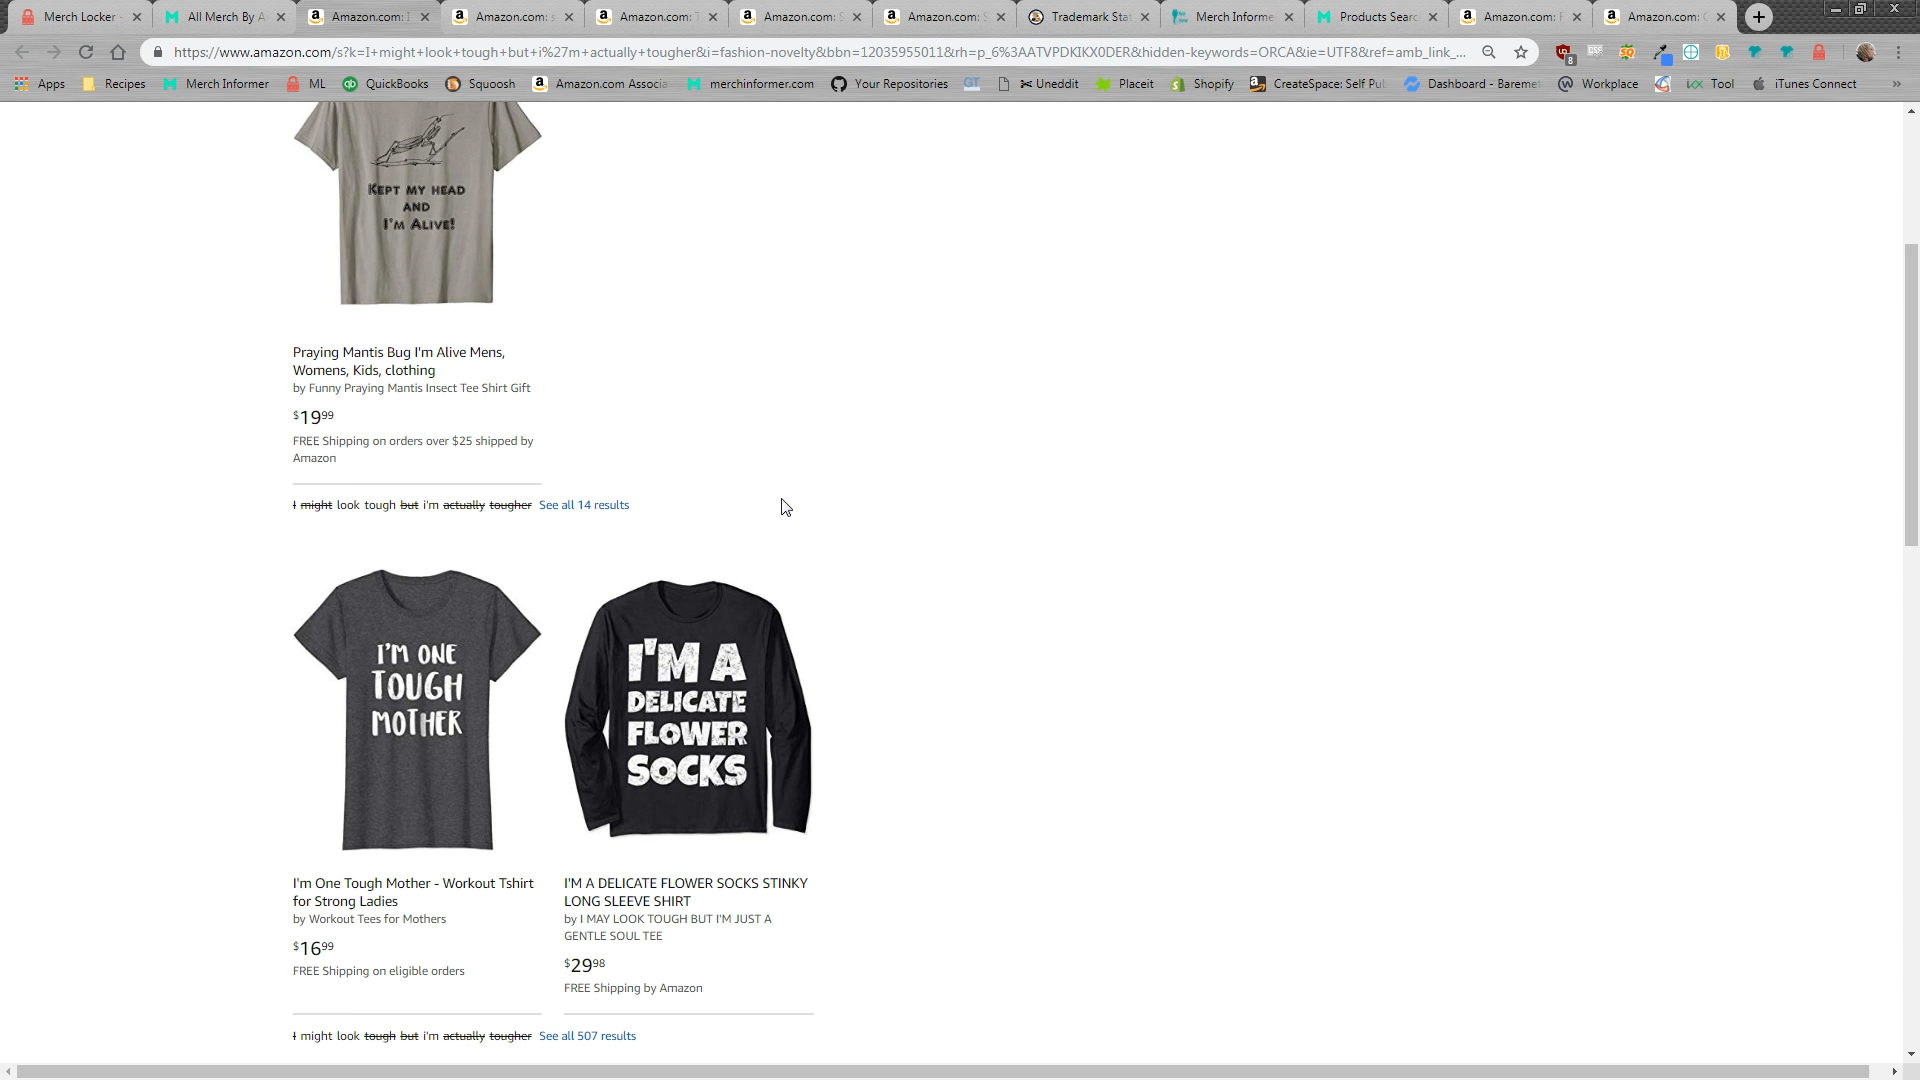 Merch Locker -
All Merch By A
Amazon.com: I
Amazon.com: s
Amazon.com: T
Amazon.com: S
Amazon.com: S
Trademark Sta
Merch Informe
Products Searc
Amazon.com: F
Amazon.com: C
https://www.amazon.com/s?k=I+might+look+tough+but+i%27m+actually+tougher&i=fashion-novelty&bbn=12035955011&rh=p_6%3AATVPDKIKX0DER&hidden-keywords=ORCA&ie=UTF8&ref=amb_link_...
8
Apps
Recipes
Merch Informer
ML
QuickBooks
Squoosh
Amazon.com Associa
merchinformer.com
Your Repositories
GT
Uneddit
Placeit
Shopify
CreateSpace: Self Pu
Dashboard - Bareme
Workplace
Tool
iTunes Connect
»
KEPT MY HEAD
AND
I'M ALIVE!
Praying Mantis Bug I'm Alive Mens,
Womens, Kids, clothing
by Funny Praying Mantis Insect Tee Shirt Gift
$1999
FREE Shipping on orders over $25 shipped by
Amazon
I might look tough but i'm actually tougher See all 14 results
I'M ONE
TOUGH
MOTHER
I'M A
DELICATE
FLOWER
SOCKS
I'm One Tough Mother - Workout Tshirt
for Strong Ladies
by Workout Tees for Mothers
$1699
FREE Shipping on eligible orders
I'M A DELICATE FLOWER SOCKS STINKY
LONG SLEEVE SHIRT
by I MAY LOOK TOUGH BUT I'M JUST A
GENTLE SOUL TEE
$2998
FREE Shipping by Amazon
I might look tough but i'm actually tougher See all 507 results